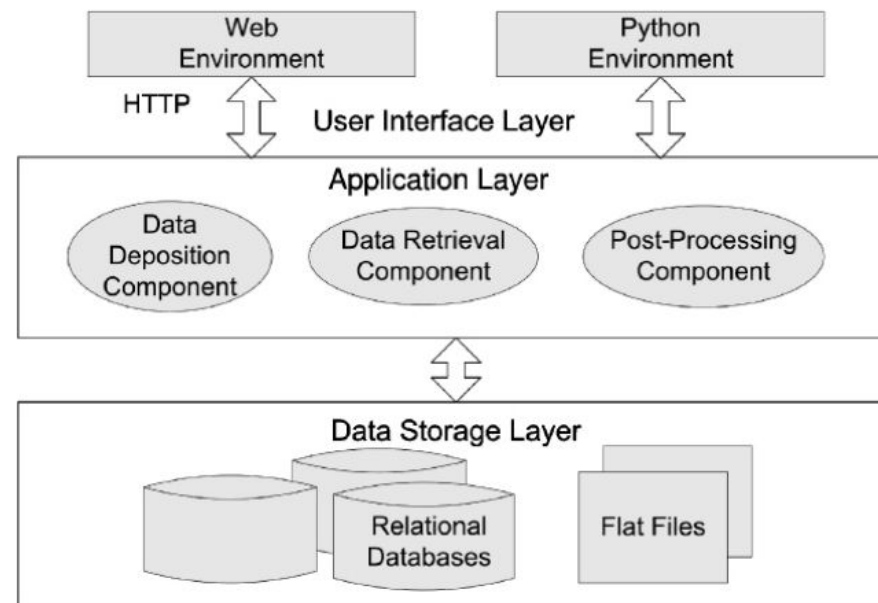 Web
Environment
Python
Environment
HTTP
User Interface Layer
Application Layer
Data
Deposition
Component
Data Retrieval
Component
Post-Processing
Component
Data Storage Layer
Relational
Databases
Flat Files